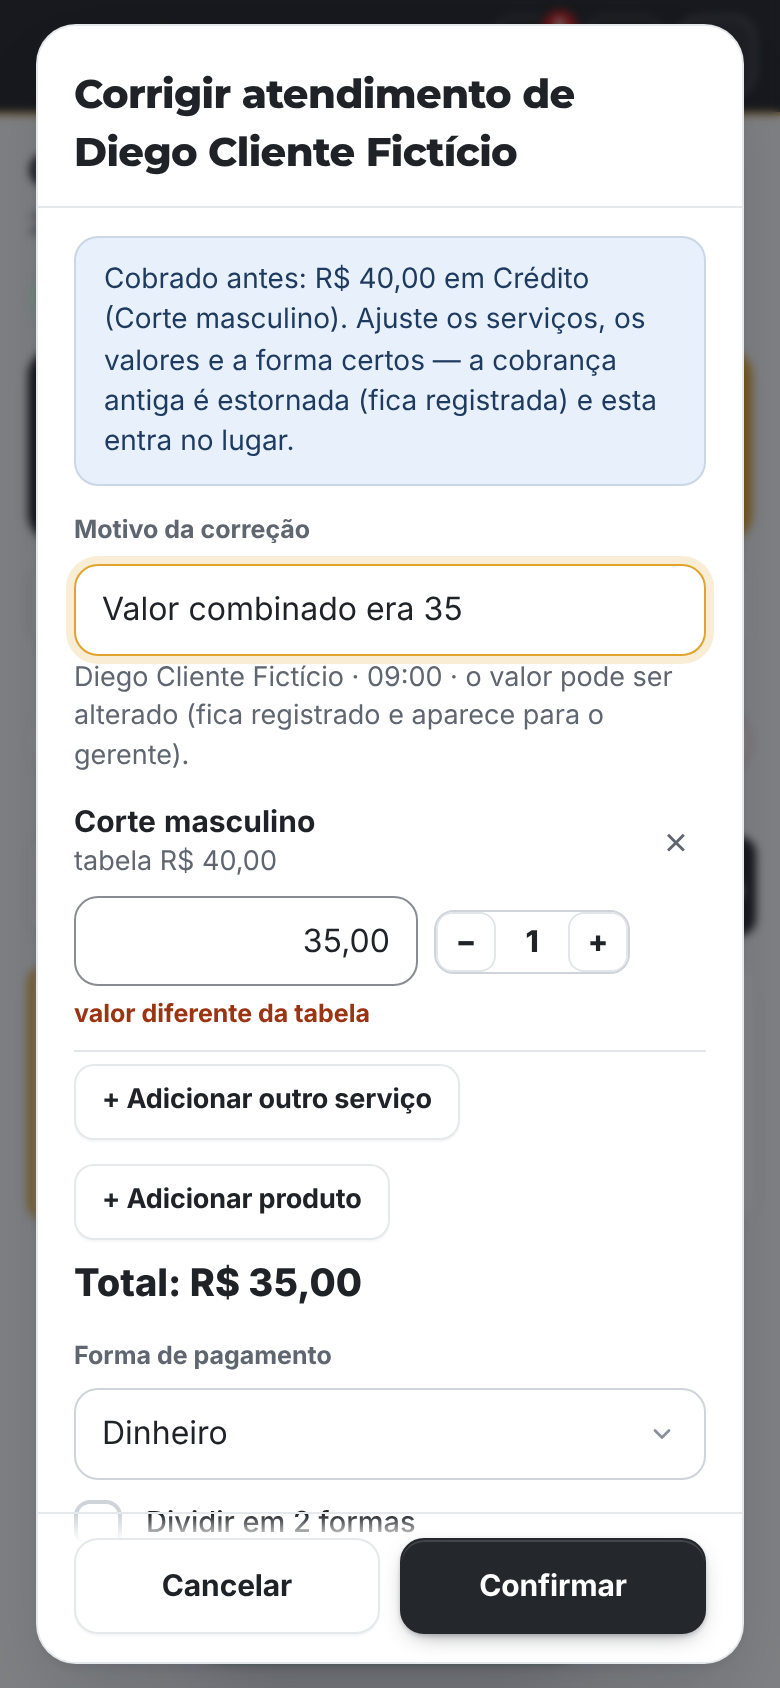 Corrigir atendimento de
Diego Cliente Fictício
Cobrado antes: R$ 40,00 em Crédito
(Corte masculino). Ajuste os serviços, os
valores e a forma certos — a cobrança
antiga é estornada (fica registrada) e esta
entra no lugar.
Motivo da correção
Valor combinado era 35
Diego Cliente Fictício · 09:00 · o valor pode ser
alterado (fica registrado e aparece para o
gerente).
Corte masculino
tabela R$ 40,00
×
35,00
− 1 +
valor diferente da tabela
+ Adicionar outro serviço
+ Adicionar produto
Total: R$ 35,00
Forma de pagamento
Dinheiro
Dividir em 2 formas
Cancelar
Confirmar